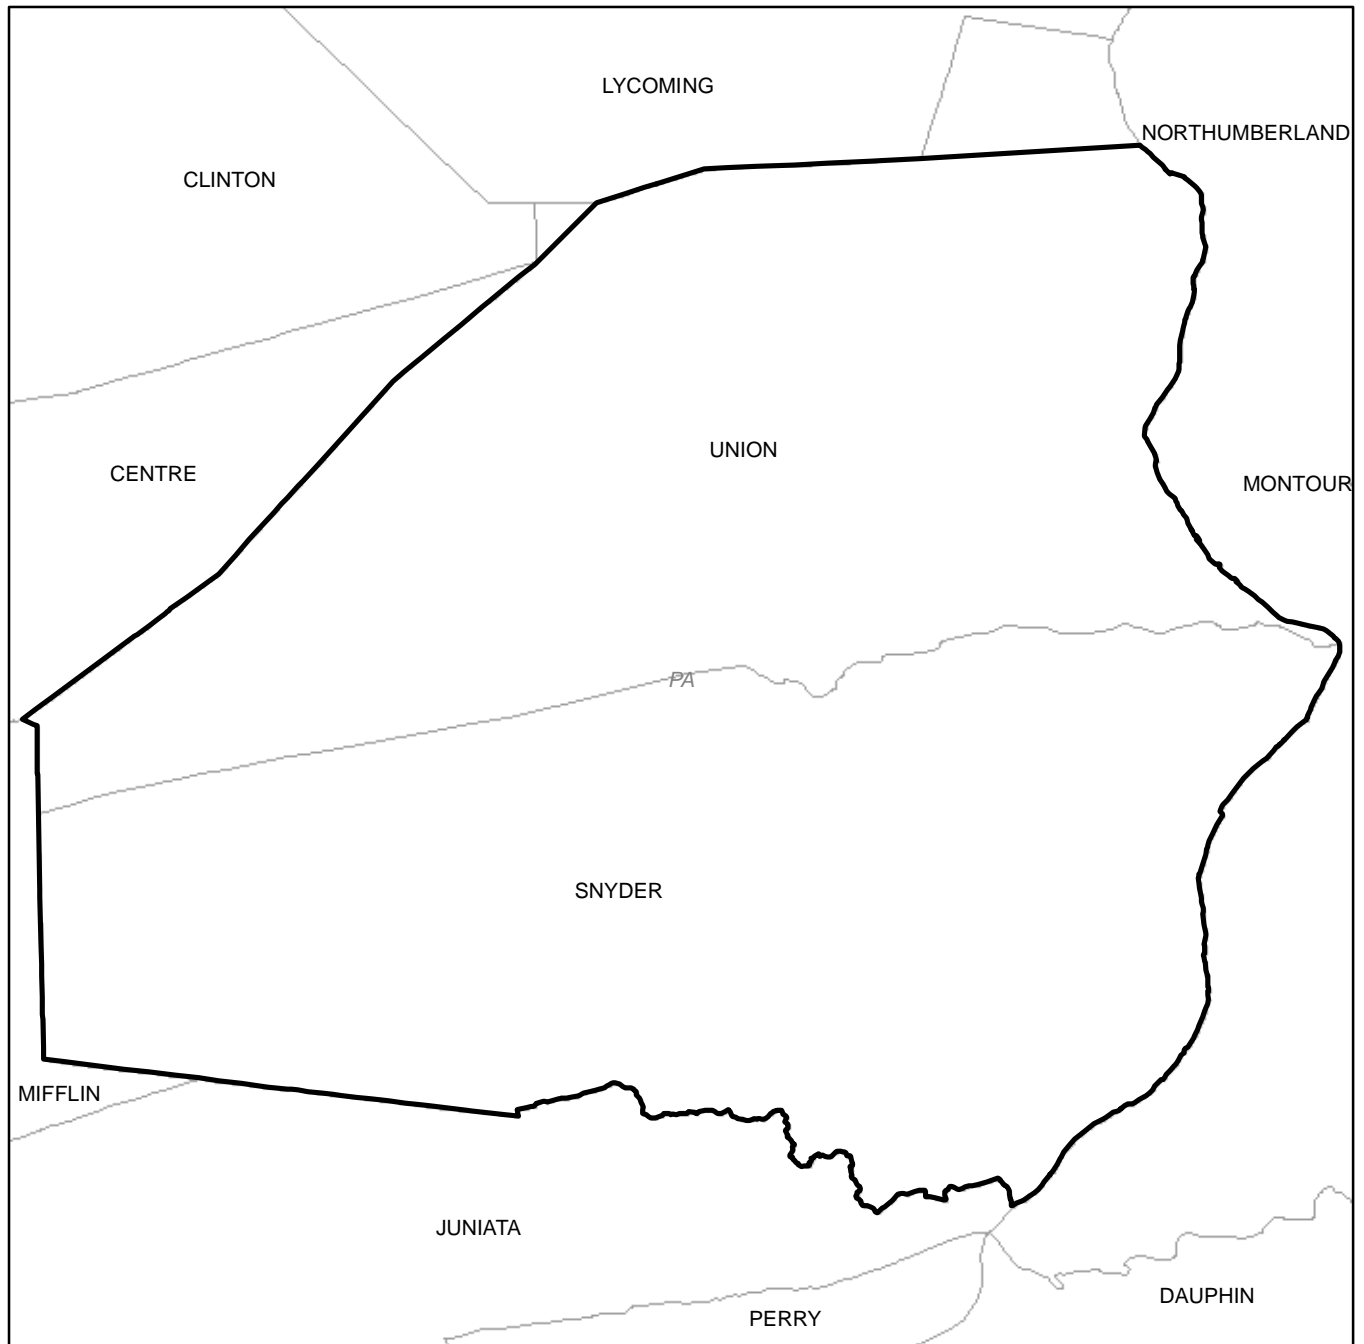 LYCOMING
NORTHUMBERLAND
CLINTON
UNION
CENTRE
MONTOUR
PA
SNYDER
MIFFLIN
JUNIATA
DAUPHIN
PERRY